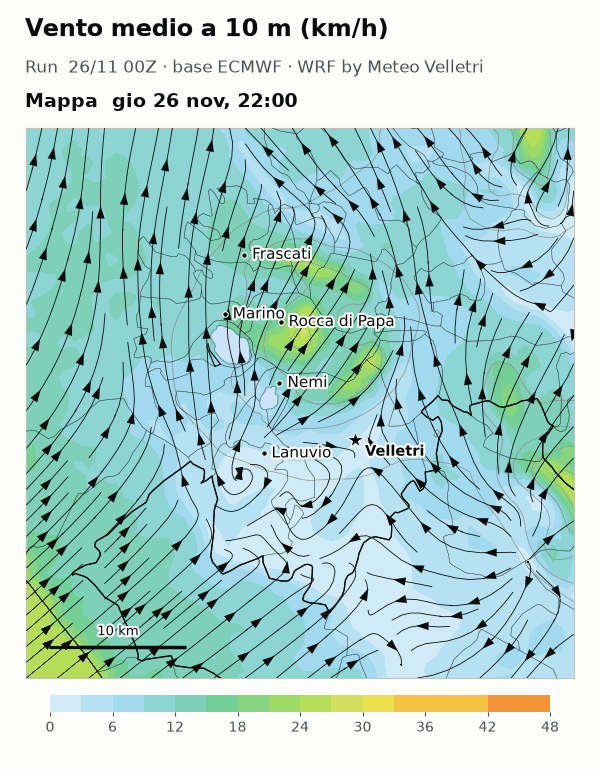 Vento medio a 10 m (km/h)
Run  26/11 00Z · base ECMWF · WRF by Meteo Velletri
Mappa  gio 26 nov, 22:00
Frascati
Marino
Rocca di Papa
Nemi
Velletri
Lanuvio
10 km
0 6 12 18 24 30 36 42 48